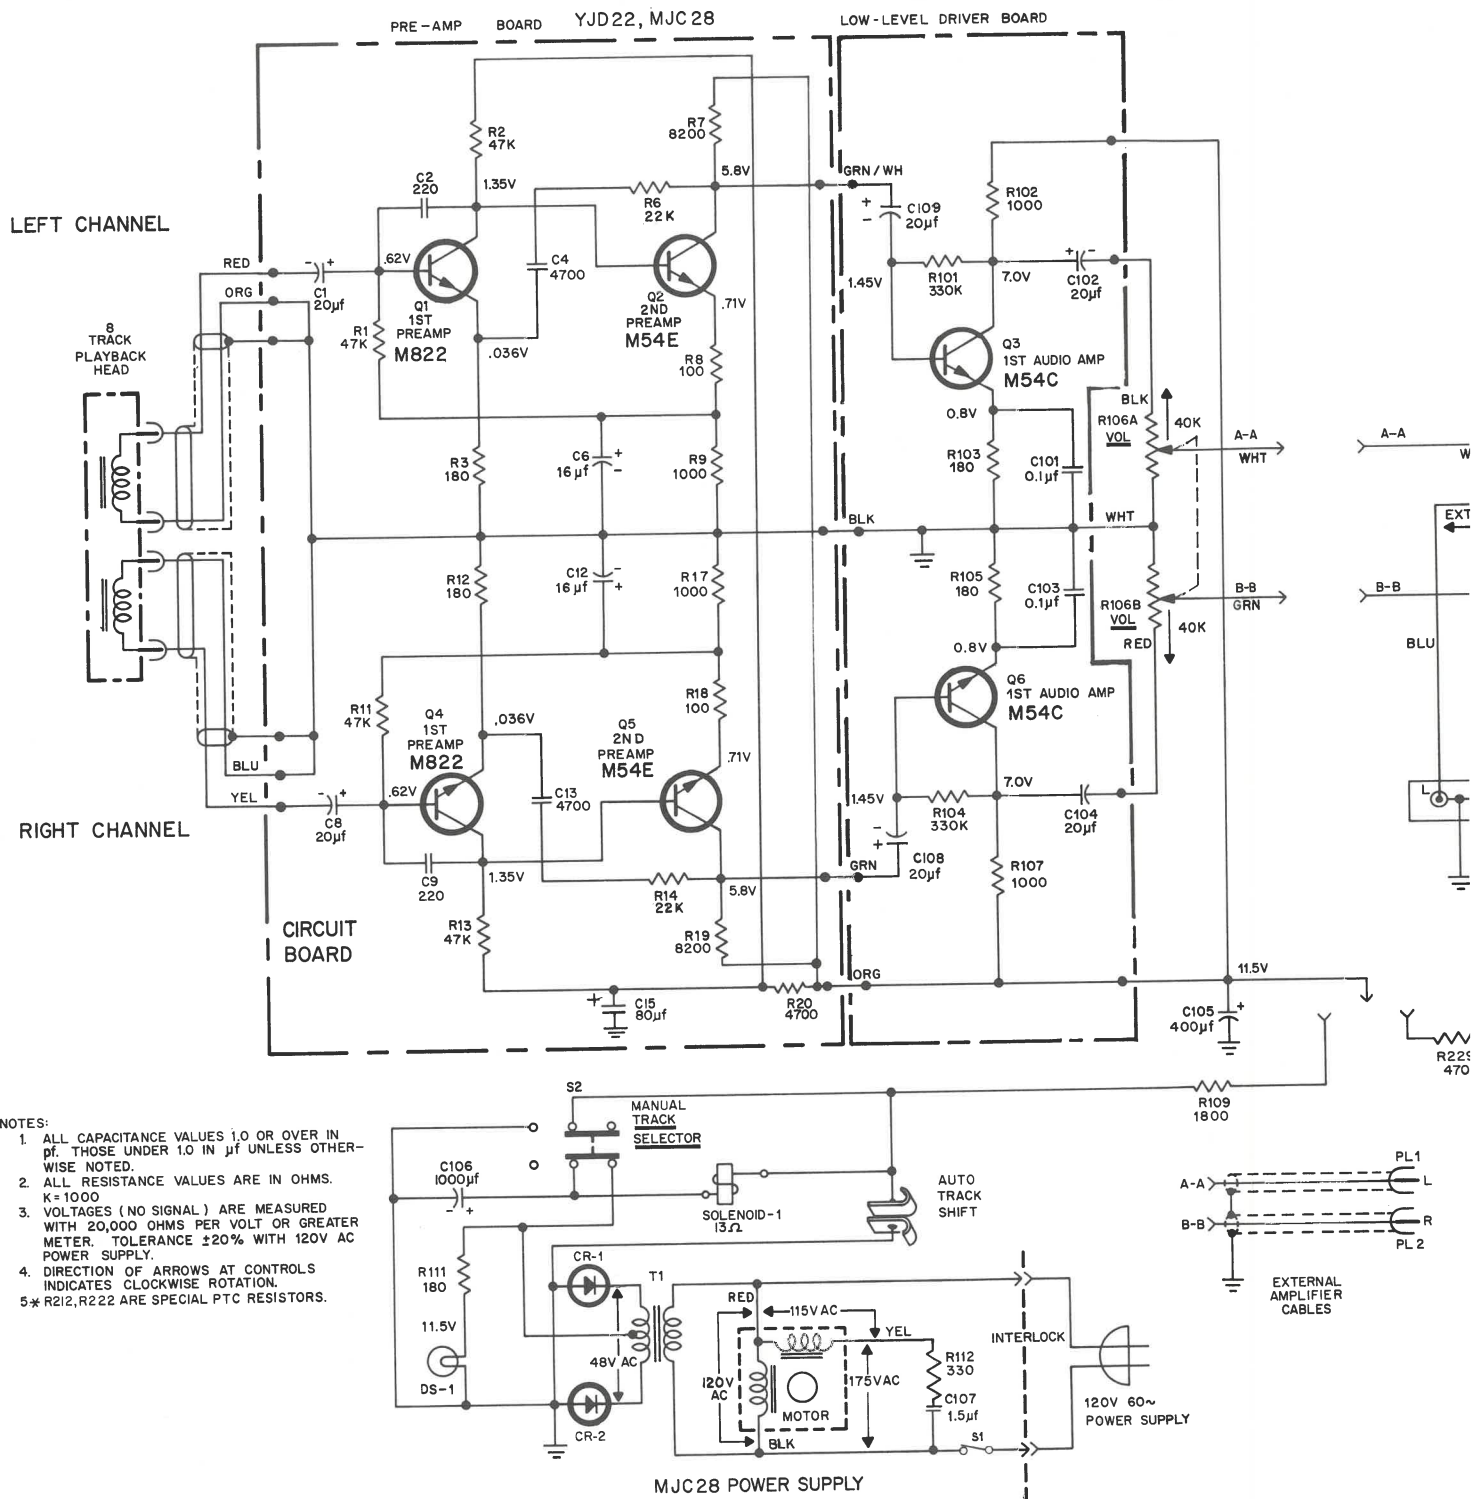 PRE-AMP BOARD YJD22, MJC28
LOW-LEVEL DRIVER BOARD
LEFT CHANNEL
RED
ORG
8
TRACK
PLAYBACK
HEAD
R2
47K
C2
220
1.35V
.62V
C1
20µf
R1
47K
Q1
1ST
PREAMP
M822
.036V
R7
8200
5.8V
R6
22K
C4
4700
Q2
2ND
PREAMP
M54E
.71V
R8
100
R3
180
C6
16µf
+
-
R9
1000
GRN/WH
+
-
C109
20µf
1.45V
R101
330K
R102
1000
7.0V
+ -
C102
20µf
Q3
1ST AUDIO AMP
M54C
0.8V
R103
180
C101
0.1µf
BLK
R106A
VOL
40K
A-A
WHT
A-A
W
BLK
WHT
EXT
R12
180
C12
16µf
-
+
R17
1000
R105
180
C103
0.1µf
R106B
VOL
RED
40K
B-B
GRN
B-B
BLU
0.8V
Q6
1ST AUDIO AMP
M54C
R11
47K
Q4
1ST
PREAMP
M822
.036V
R18
100
Q5
2ND
PREAMP
M54E
.71V
BLU
YEL
RIGHT CHANNEL
- +
C8
20µf
.62V
C13
4700
C9
220
1.35V
R14
22K
5.8V
1.45V
R104
330K
7.0V
C104
20µf
-
+
C108
20µf
GRN
R107
1000
L
CIRCUIT
BOARD
R13
47K
R19
8200
ORG
11.5V
+
C15
80µf
R20
4700
C105
400µf
+
R229
470
R109
1800
NOTES:
1. ALL CAPACITANCE VALUES 1.0 OR OVER IN
pf. THOSE UNDER 1.0 IN µf UNLESS OTHER-
WISE NOTED.
2. ALL RESISTANCE VALUES ARE IN OHMS.
K=1000
3. VOLTAGES (NO SIGNAL) ARE MEASURED
WITH 20,000 OHMS PER VOLT OR GREATER
METER. TOLERANCE ±20% WITH 120V AC
POWER SUPPLY.
4. DIRECTION OF ARROWS AT CONTROLS
INDICATES CLOCKWISE ROTATION.
5* R212,R222 ARE SPECIAL PTC RESISTORS.
S2
MANUAL
TRACK
SELECTOR
C106
1000µf
- +
SOLENOID-1
13Ω
AUTO
TRACK
SHIFT
R111
180
11.5V
DS-1
CR-1
CR-2
T1
48V AC
RED
115VAC
YEL
120V
AC
175VAC
MOTOR
BLK
R112
330
C107
1.5µf
S1
INTERLOCK
120V 60~
POWER SUPPLY
A-A
B-B
PL1
L
R
PL2
EXTERNAL
AMPLIFIER
CABLES
MJC28 POWER SUPPLY